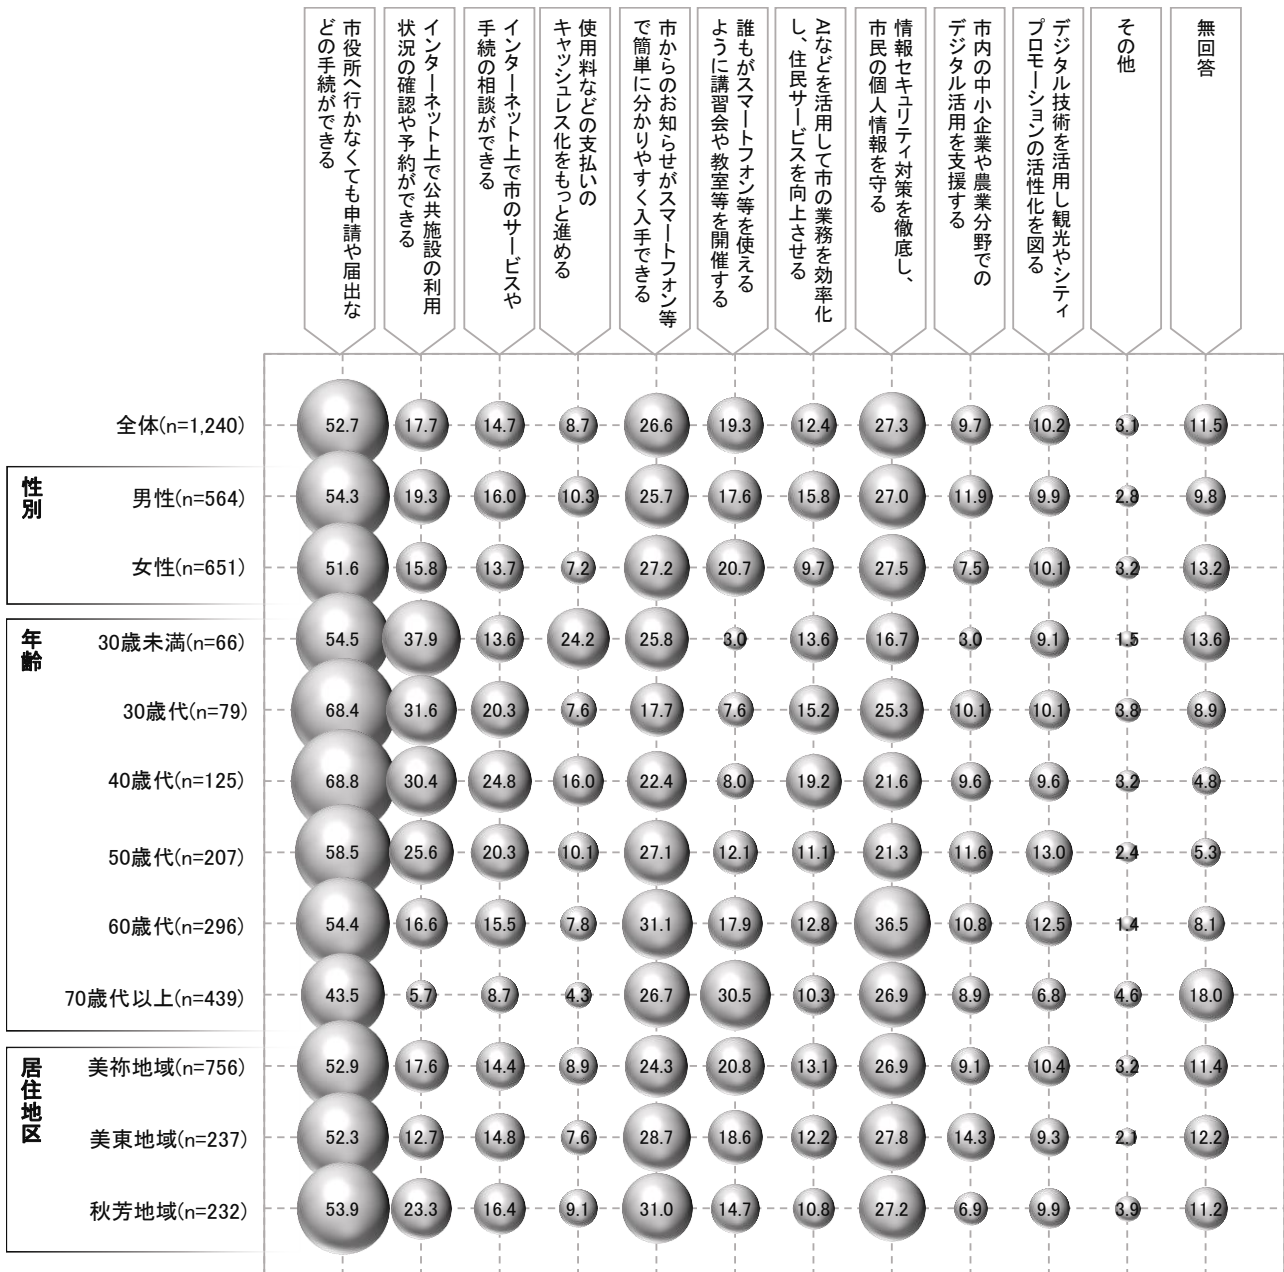 市役所へ行かなくても申請や届出な
どの手続ができる
インターネット上で公共施設の利用
状況の確認や予約ができる
インターネット上で市のサービスや
手続の相談ができる
使用料などの支払いの
キャッシュレス化をもっと進める
市からのお知らせがスマートフォン等
で簡単に分かりやすく入手できる
誰もがスマートフォン等を使える
ように講習会や教室等を開催する
AIなどを活用して市の業務を効率化
し、住民サービスを向上させる
情報セキュリティ対策を徹底し、
市民の個人情報を守る
市内の中小企業や農業分野での
デジタル活用を支援する
デジタル技術を活用し観光やシティ
プロモーションの活性化を図る
その他
無回答
全体(n=1,240) 52.7 17.7 14.7 8.7 26.6 19.3 12.4 27.3 9.7 10.2 3.1 11.5
性別
男性(n=564) 54.3 19.3 16.0 10.3 25.7 17.6 15.8 27.0 11.9 9.9 2.8 9.8
女性(n=651) 51.6 15.8 13.7 7.2 27.2 20.7 9.7 27.5 7.5 10.1 3.2 13.2
年齢
30歳未満(n=66) 54.5 37.9 13.6 24.2 25.8 3.0 13.6 16.7 3.0 9.1 1.5 13.6
30歳代(n=79) 68.4 31.6 20.3 7.6 17.7 7.6 15.2 25.3 10.1 10.1 3.8 8.9
40歳代(n=125) 68.8 30.4 24.8 16.0 22.4 8.0 19.2 21.6 9.6 9.6 3.2 4.8
50歳代(n=207) 58.5 25.6 20.3 10.1 27.1 12.1 11.1 21.3 11.6 13.0 2.4 5.3
60歳代(n=296) 54.4 16.6 15.5 7.8 31.1 17.9 12.8 36.5 10.8 12.5 1.4 8.1
70歳代以上(n=439) 43.5 5.7 8.7 4.3 26.7 30.5 10.3 26.9 8.9 6.8 4.6 18.0
居住地区
美祢地域(n=756) 52.9 17.6 14.4 8.9 24.3 20.8 13.1 26.9 9.1 10.4 3.2 11.4
美東地域(n=237) 52.3 12.7 14.8 7.6 28.7 18.6 12.2 27.8 14.3 9.3 2.1 12.2
秋芳地域(n=232) 53.9 23.3 16.4 9.1 31.0 14.7 10.8 27.2 6.9 9.9 3.9 11.2